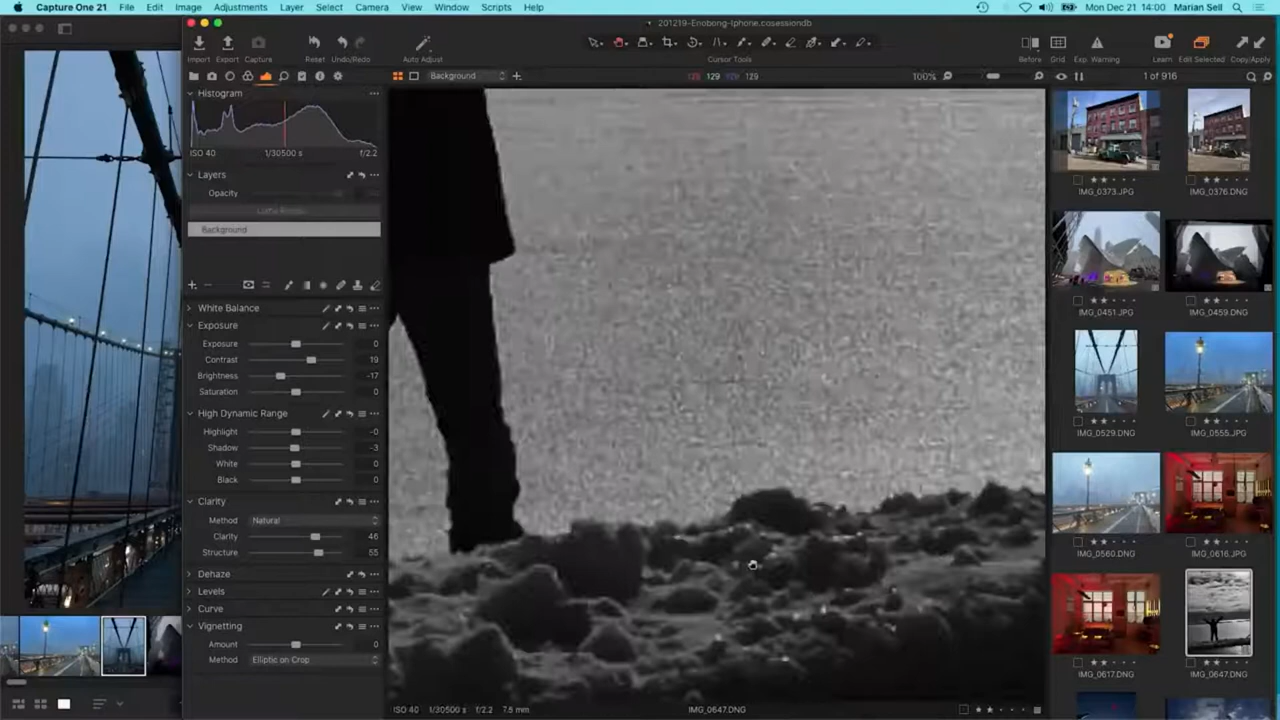 Capture One 21 File Edit Image Adjustments Layer Select Camera View Window Scripts Help Mon Dec 21 14:00 Marian Sell
201219-Enobong-Iphone.cosessiondb
Import Export Capture Reset Undo/Redo Auto Adjust Cursor Tools Before Grid Exp. Warning Learn Edit Selected Copy/Apply
Background 129 129 129 100% 1 of 916
Histogram
ISO 40 1/30500 s f/2.2
Layers
Opacity
Background
White Balance
Exposure
Exposure 0
Contrast 19
Brightness -17
Saturation 0
High Dynamic Range
Highlight -0
Shadow -3
White 0
Black 0
Clarity
Method Natural
Clarity 46
Structure 55
Dehaze
Levels
Curve
Vignetting
Amount 0
Method Elliptic on Crop
ISO 40 1/30500 s f/2.2 7.5 mm IMG_0647.DNG
IMG_0373.JPG IMG_0376.DNG
IMG_0451.JPG IMG_0459.DNG
IMG_0529.DNG IMG_0555.JPG
IMG_0560.DNG IMG_0616.JPG
IMG_0617.DNG IMG_0647.DNG